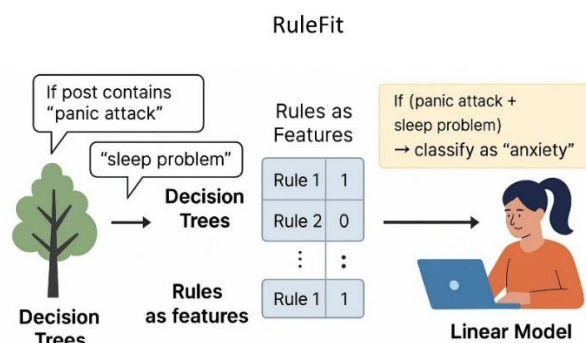 RuleFit
If post contains
“panic attack”
“sleep problem”
Decision
Trees
Decision
Trees
Rules as
Features
Rule 1 1
Rule 2 0
⋮ :
Rule 1 1
Rules
as features
If (panic attack +
sleep problem)
→ classify as “anxiety”
Linear Model